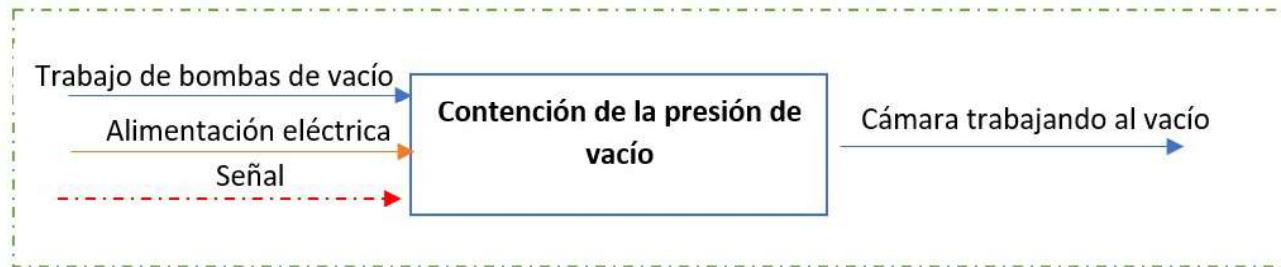 Trabajo de bombas de vacío
Alimentación eléctrica
Señal
Contención de la presión de
vacío
Cámara trabajando al vacío